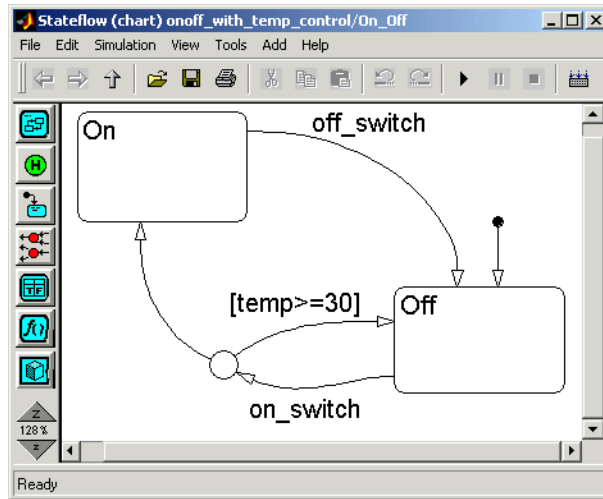 Stateflow (chart) onoff_with_temp_control/On_Off
File Edit Simulation View Tools Add Help
On
off_switch
[temp>=30]
Off
on_switch
H
T F
f()
Z
128%
z
Ready